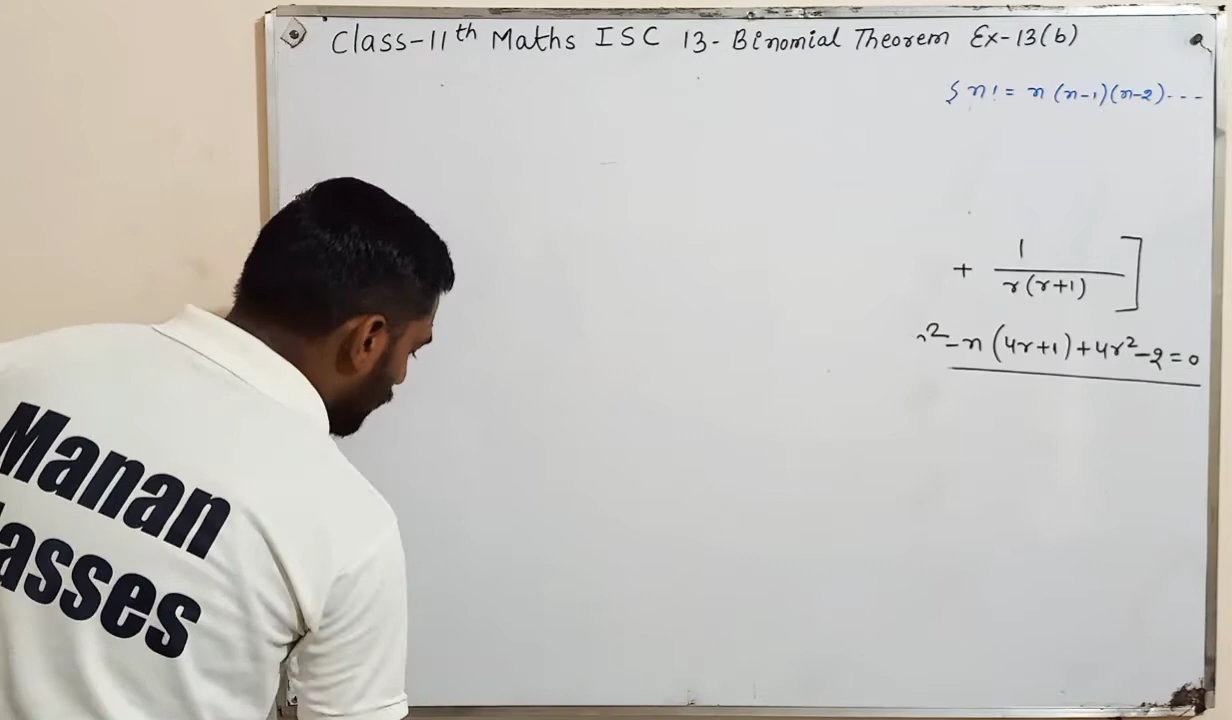 Class-11th Maths ISC 13- Binomial Theorem Ex-13(b)
{ n! = n (n-1)(n-2)---
+ 1/r(r+1) ]
n²-n(4r+1)+4r²-2=0
Manan
lasses